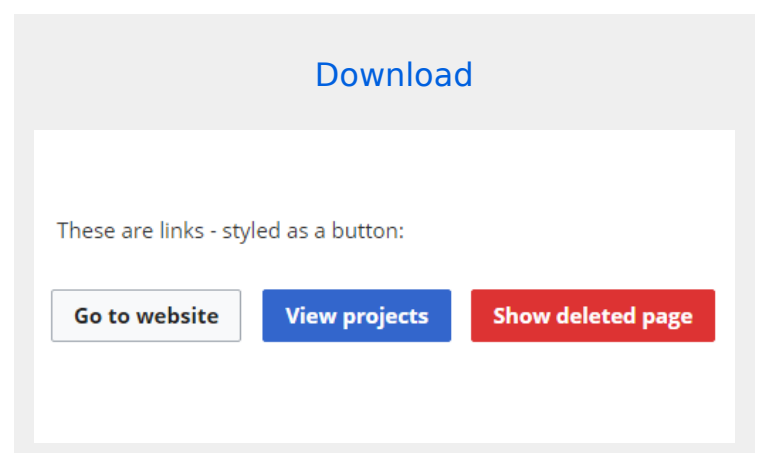 Download
These are links - styled as a button:
Go to website View projects Show deleted page